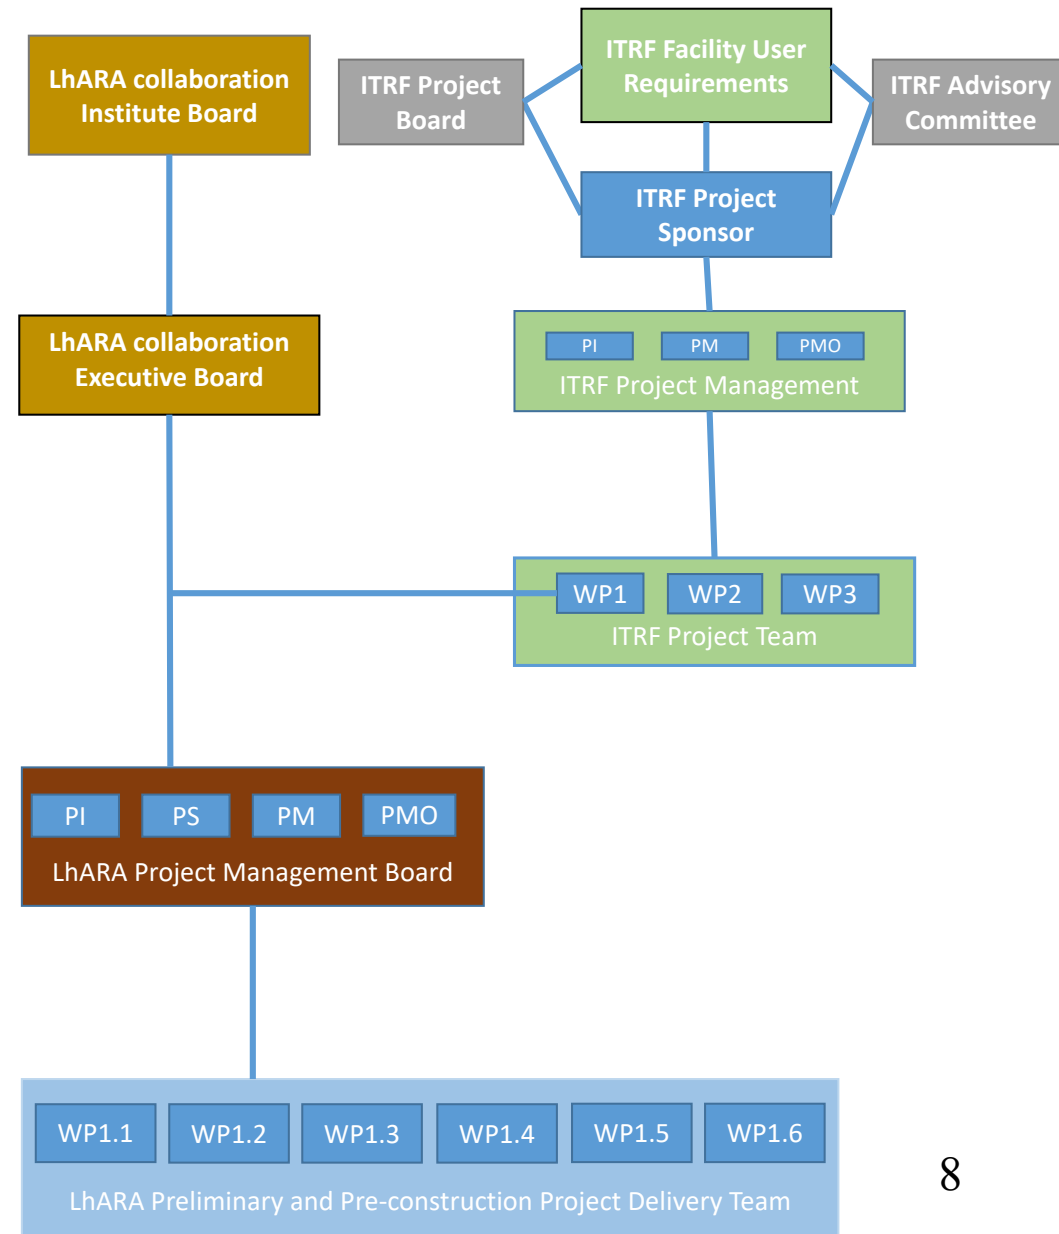 LhARA collaboration
Institute Board
ITRF Project
Board
ITRF Facility User
Requirements
ITRF Advisory
Committee
ITRF Project
Sponsor
LhARA collaboration
Executive Board
PI
PM
PMO
ITRF Project Management
WP1
WP2
WP3
ITRF Project Team
PI
PS
PM
PMO
LhARA Project Management Board
WP1.1
WP1.2
WP1.3
WP1.4
WP1.5
WP1.6
LhARA Preliminary and Pre-construction Project Delivery Team
8